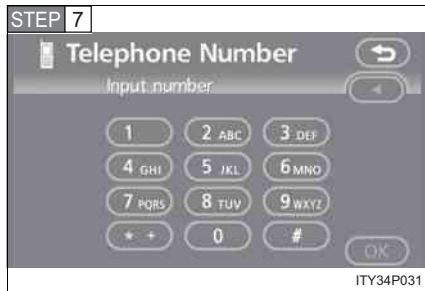 STEP 7
Telephone Number
Input number
1 2 ABC 3 DEF
4 GHI 5 JKL 6 MNO
7 PQRS 8 TUV 9 WXYZ
* + 0 #
OK
ITY34P031